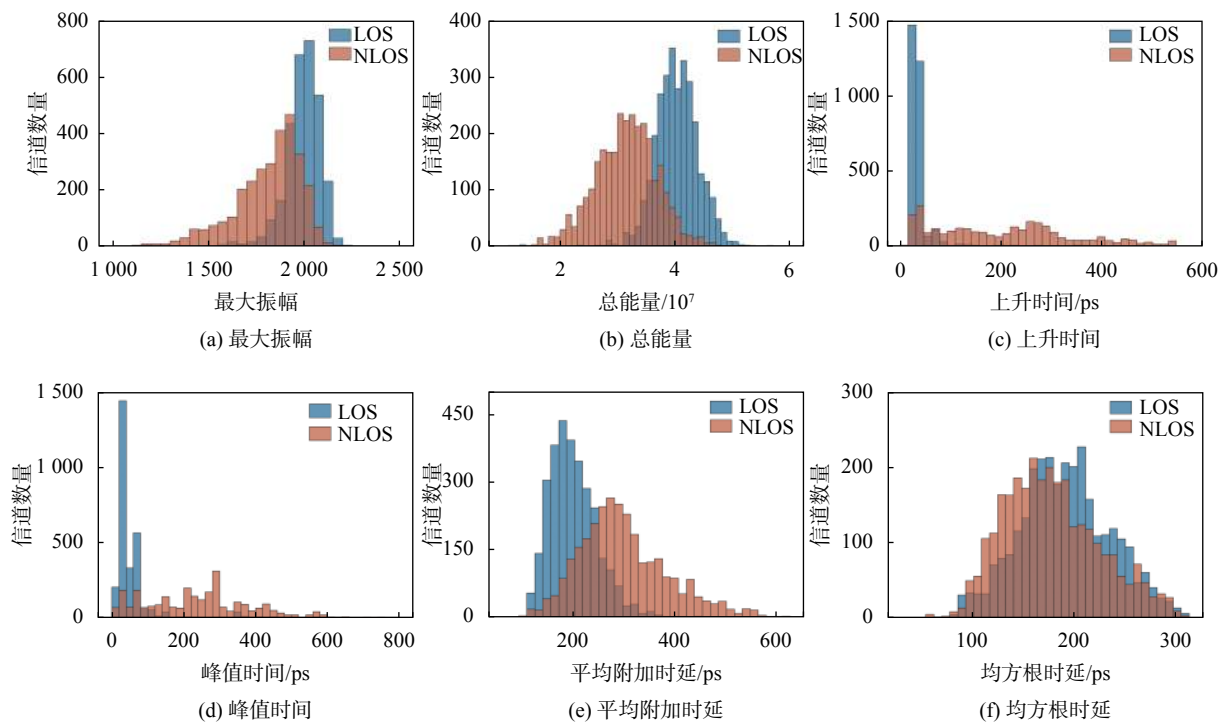 800
600
400
200
0
信道数量
LOS
NLOS
1 000
1 500
2 000
2 500
最大振幅
(a) 最大振幅
400
300
200
100
0
信道数量
LOS
NLOS
2
4
6
总能量/10⁷
(b) 总能量
1 500
1 000
500
0
信道数量
LOS
NLOS
0
200
400
600
上升时间/ps
(c) 上升时间
1 500
1 000
500
0
信道数量
LOS
NLOS
0
200
400
600
800
峰值时间/ps
(d) 峰值时间
450
300
150
0
信道数量
LOS
NLOS
200
400
600
平均附加时延/ps
(e) 平均附加时延
300
200
100
0
信道数量
LOS
NLOS
100
200
300
均方根时延/ps
(f) 均方根时延